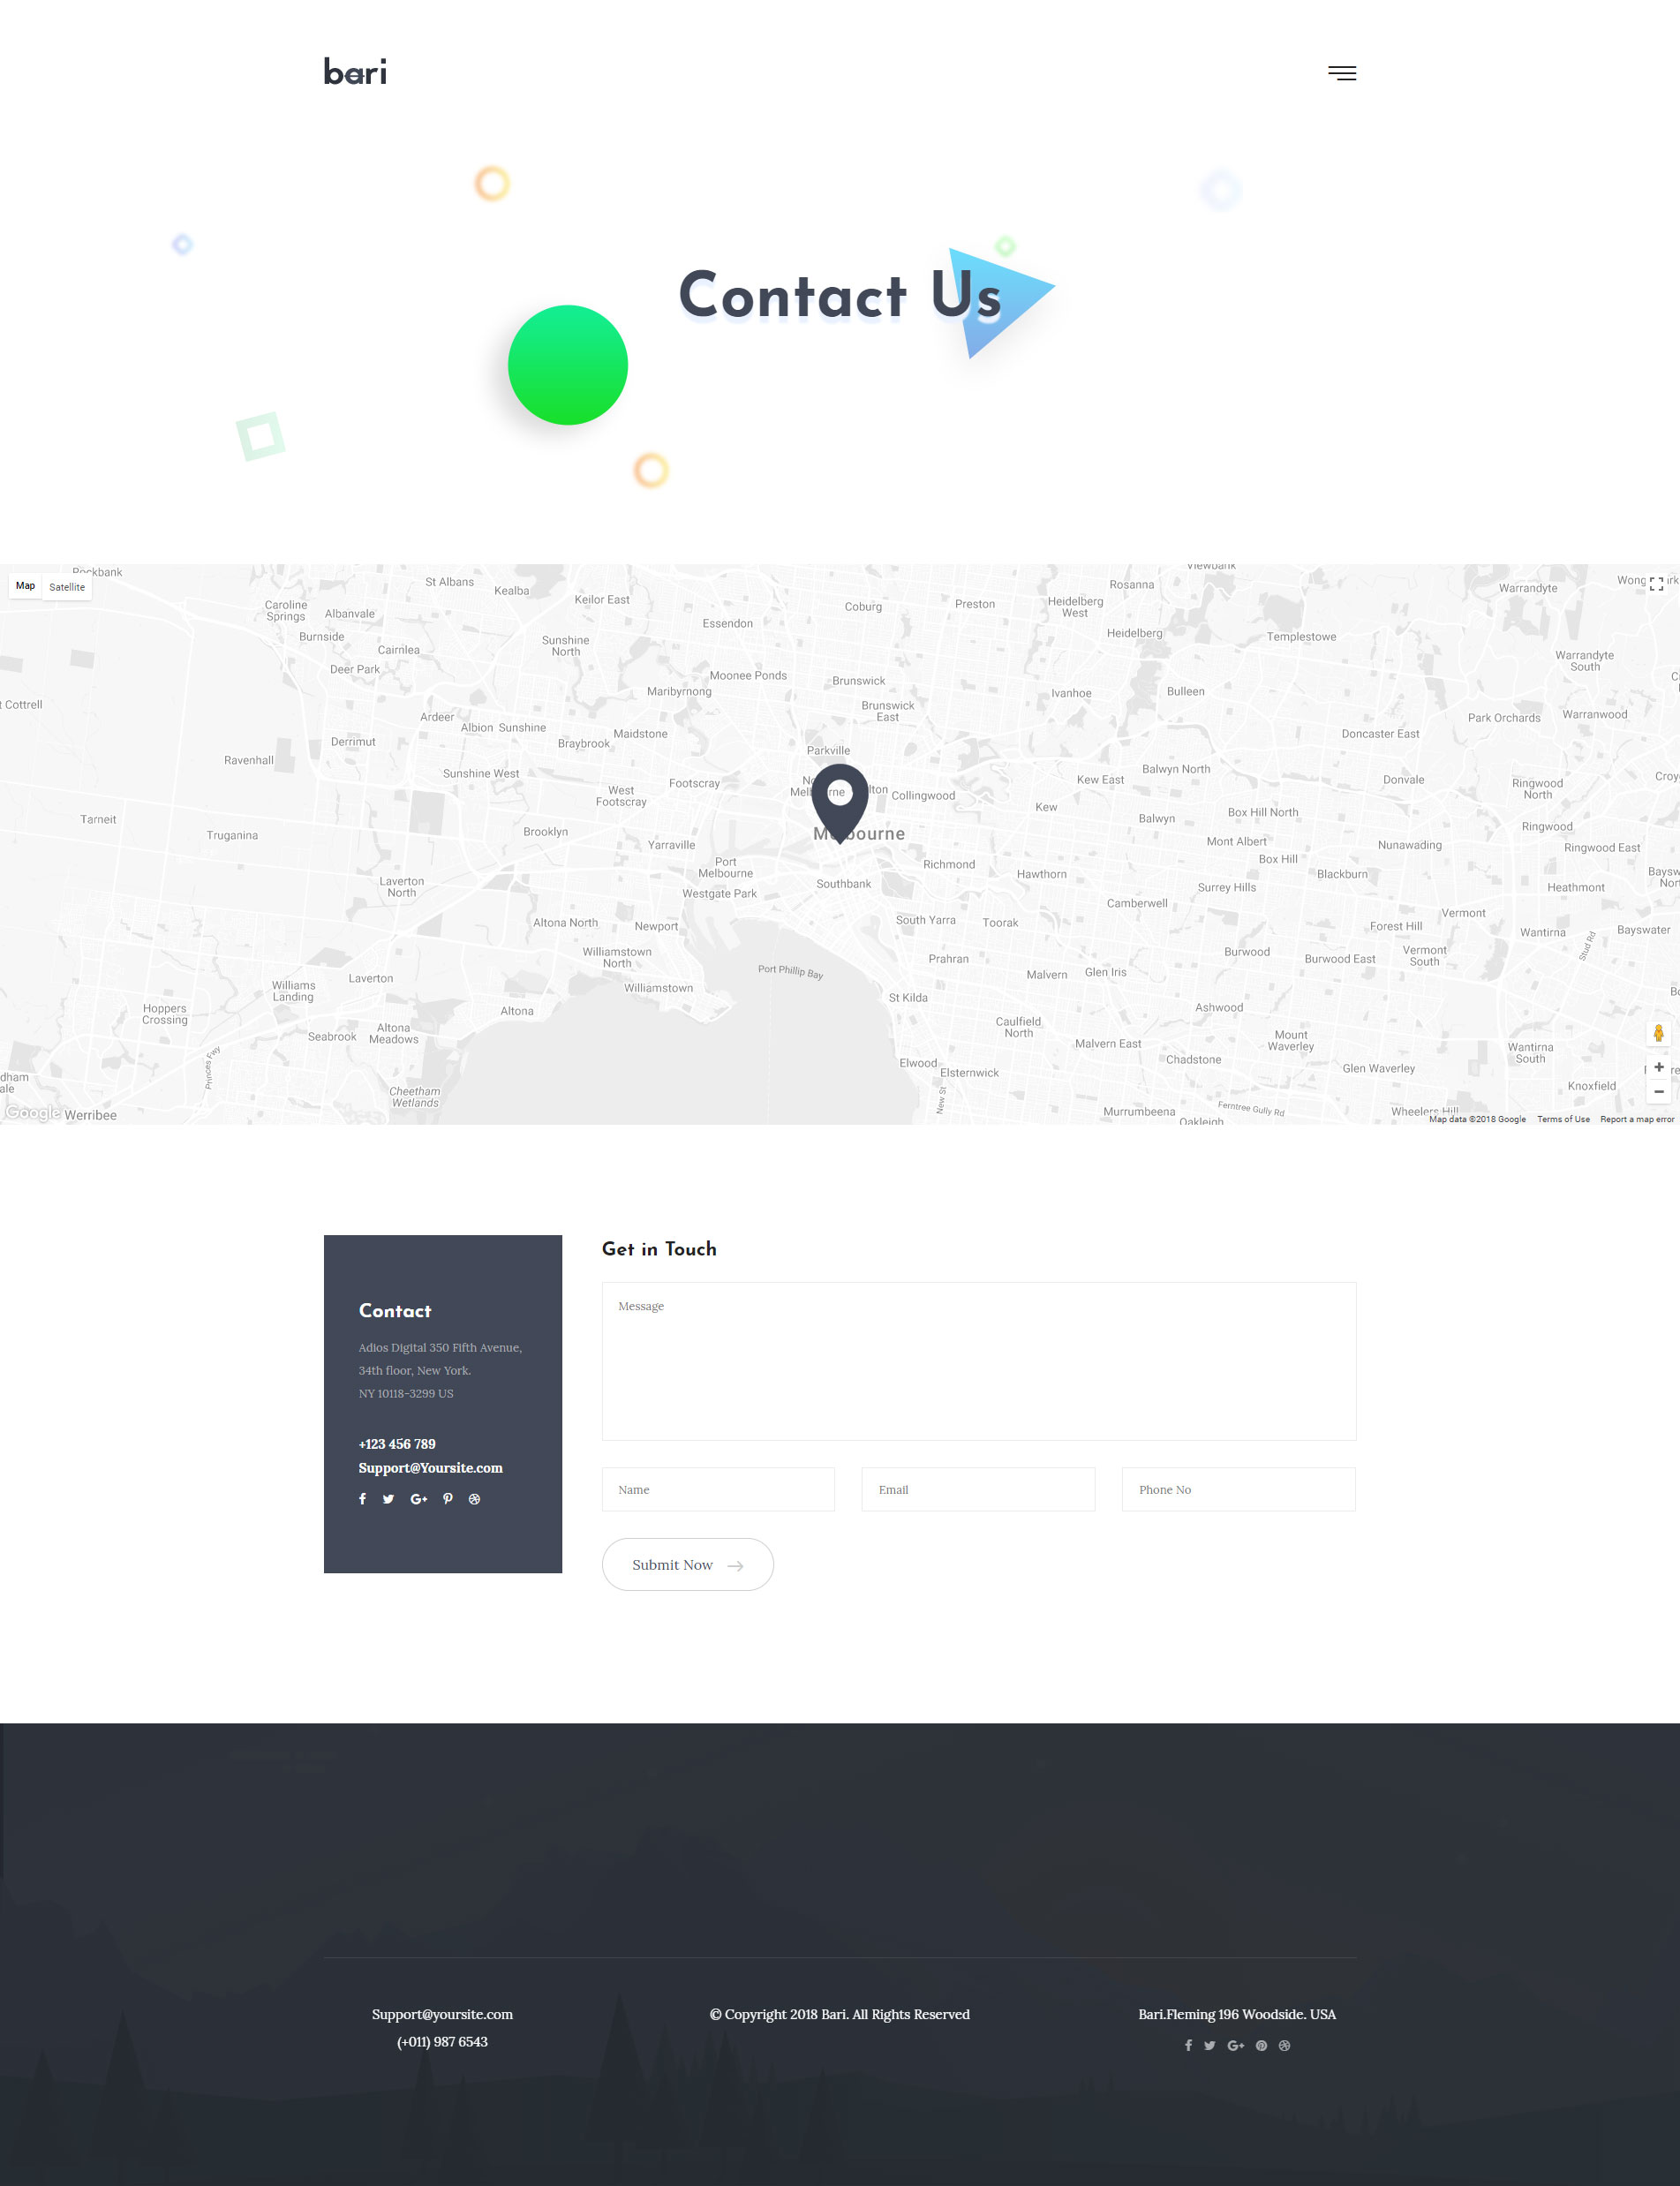 bari
Contact Us
Map
Satellite
St Albans
Kealba
Keilor East
Caroline
Springs
Albanvale
Burnside
Cairnlea
Deer Park
Sunshine
North
Essendon
Coburg
Preston
Rosanna
Heidelberg
West
Heidelberg
Templestowe
Warrandyte
Warrandyte
South
Moonee Ponds
Maribyrnong
Brunswick
Brunswick
East
Ivanhoe
Bulleen
t Cottrell
Ardeer
Albion
Sunshine
Maidstone
Braybrook
Derrimut
Ravenhall
Sunshine West
Parkville
Doncaster East
Park Orchards
Warranwood
West
Footscray
Footscray
Collingwood
Kew East
Balwyn North
Donvale
Ringwood
North
Kew
Balwyn
Box Hill North
Tarneit
Truganina
Brooklyn
Yarraville
Melbourne
Mont Albert
Box Hill
Nunawading
Ringwood
Ringwood East
Port
Melbourne
Richmond
Hawthorn
Blackburn
Laverton
North
Westgate Park
Southbank
Surrey Hills
Heathmont
Camberwell
Altona North
Newport
South Yarra
Toorak
Forest Hill
Vermont
Wantirna
Bayswater
Stud Rd
Williamstown
North
Prahran
Burwood
Burwood East
Vermont
South
Laverton
Williams
Landing
Williamstown
Port Phillip Bay
Malvern
Glen Iris
Hoppers
Crossing
Altona
St Kilda
Ashwood
Seabrook
Altona
Meadows
Caulfield
North
Malvern East
Mount
Waverley
Princes Fwy
Elwood
Elsternwick
Chadstone
Glen Waverley
Wantirna
South
Knoxfield
Cheetham
Wetlands
New St
Murrumbeena
Ferntree Gully Rd
Google
Werribee
Map data ©2018 Google
Terms of Use
Report a map error
Get in Touch
Message
Contact
Adios Digital 350 Fifth Avenue,
34th floor, New York.
NY 10118-3299 US
+123 456 789
Support@Yoursite.com
Name
Email
Phone No
Submit Now
Support@yoursite.com
(+011) 987 6543
© Copyright 2018 Bari. All Rights Reserved
Bari.Fleming 196 Woodside. USA